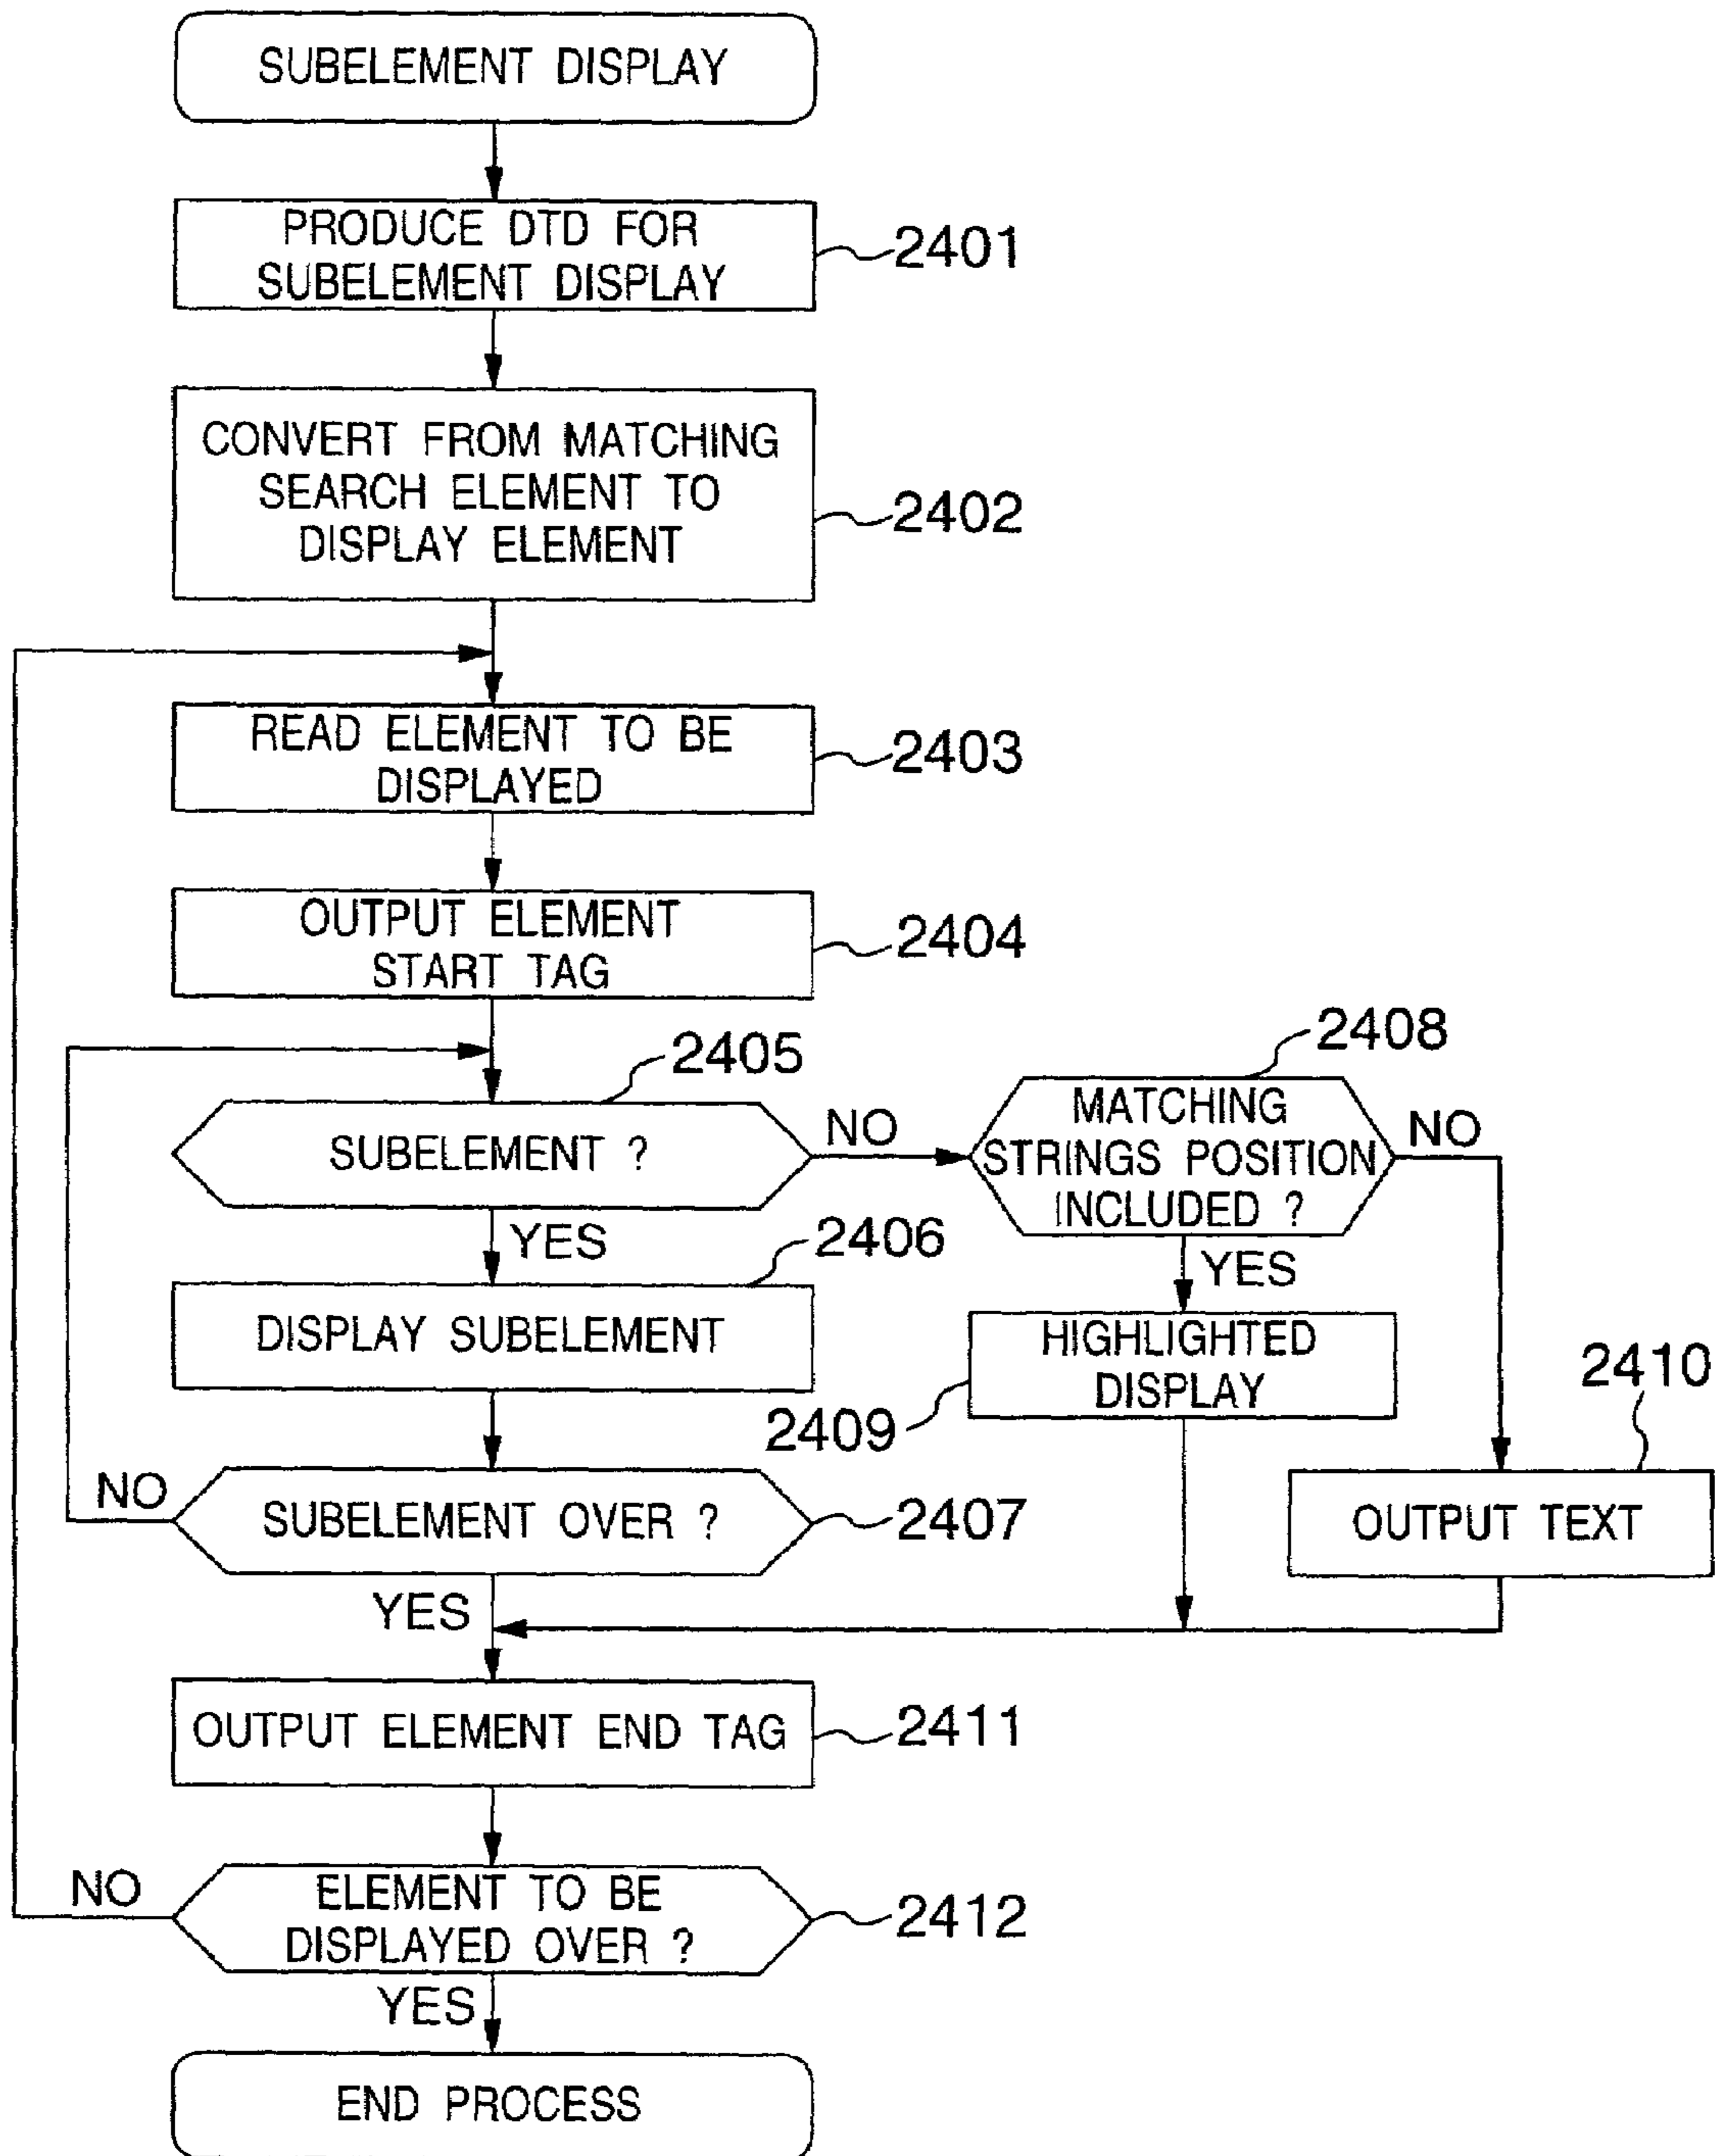 SUBELEMENT DISPLAY
PRODUCE DTD FOR
SUBELEMENT DISPLAY
2401
CONVERT FROM MATCHING
SEARCH ELEMENT TO
DISPLAY ELEMENT
2402
READ ELEMENT TO BE
DISPLAYED
2403
OUTPUT ELEMENT
START TAG
2404
2405
SUBELEMENT ?
NO
YES
2408
MATCHING
STRINGS POSITION
INCLUDED ?
NO
YES
2406
DISPLAY SUBELEMENT
HIGHLIGHTED
DISPLAY
2409
2410
OUTPUT TEXT
NO
SUBELEMENT OVER ?
2407
YES
OUTPUT ELEMENT END TAG
2411
NO
ELEMENT TO BE
DISPLAYED OVER ?
2412
YES
END PROCESS